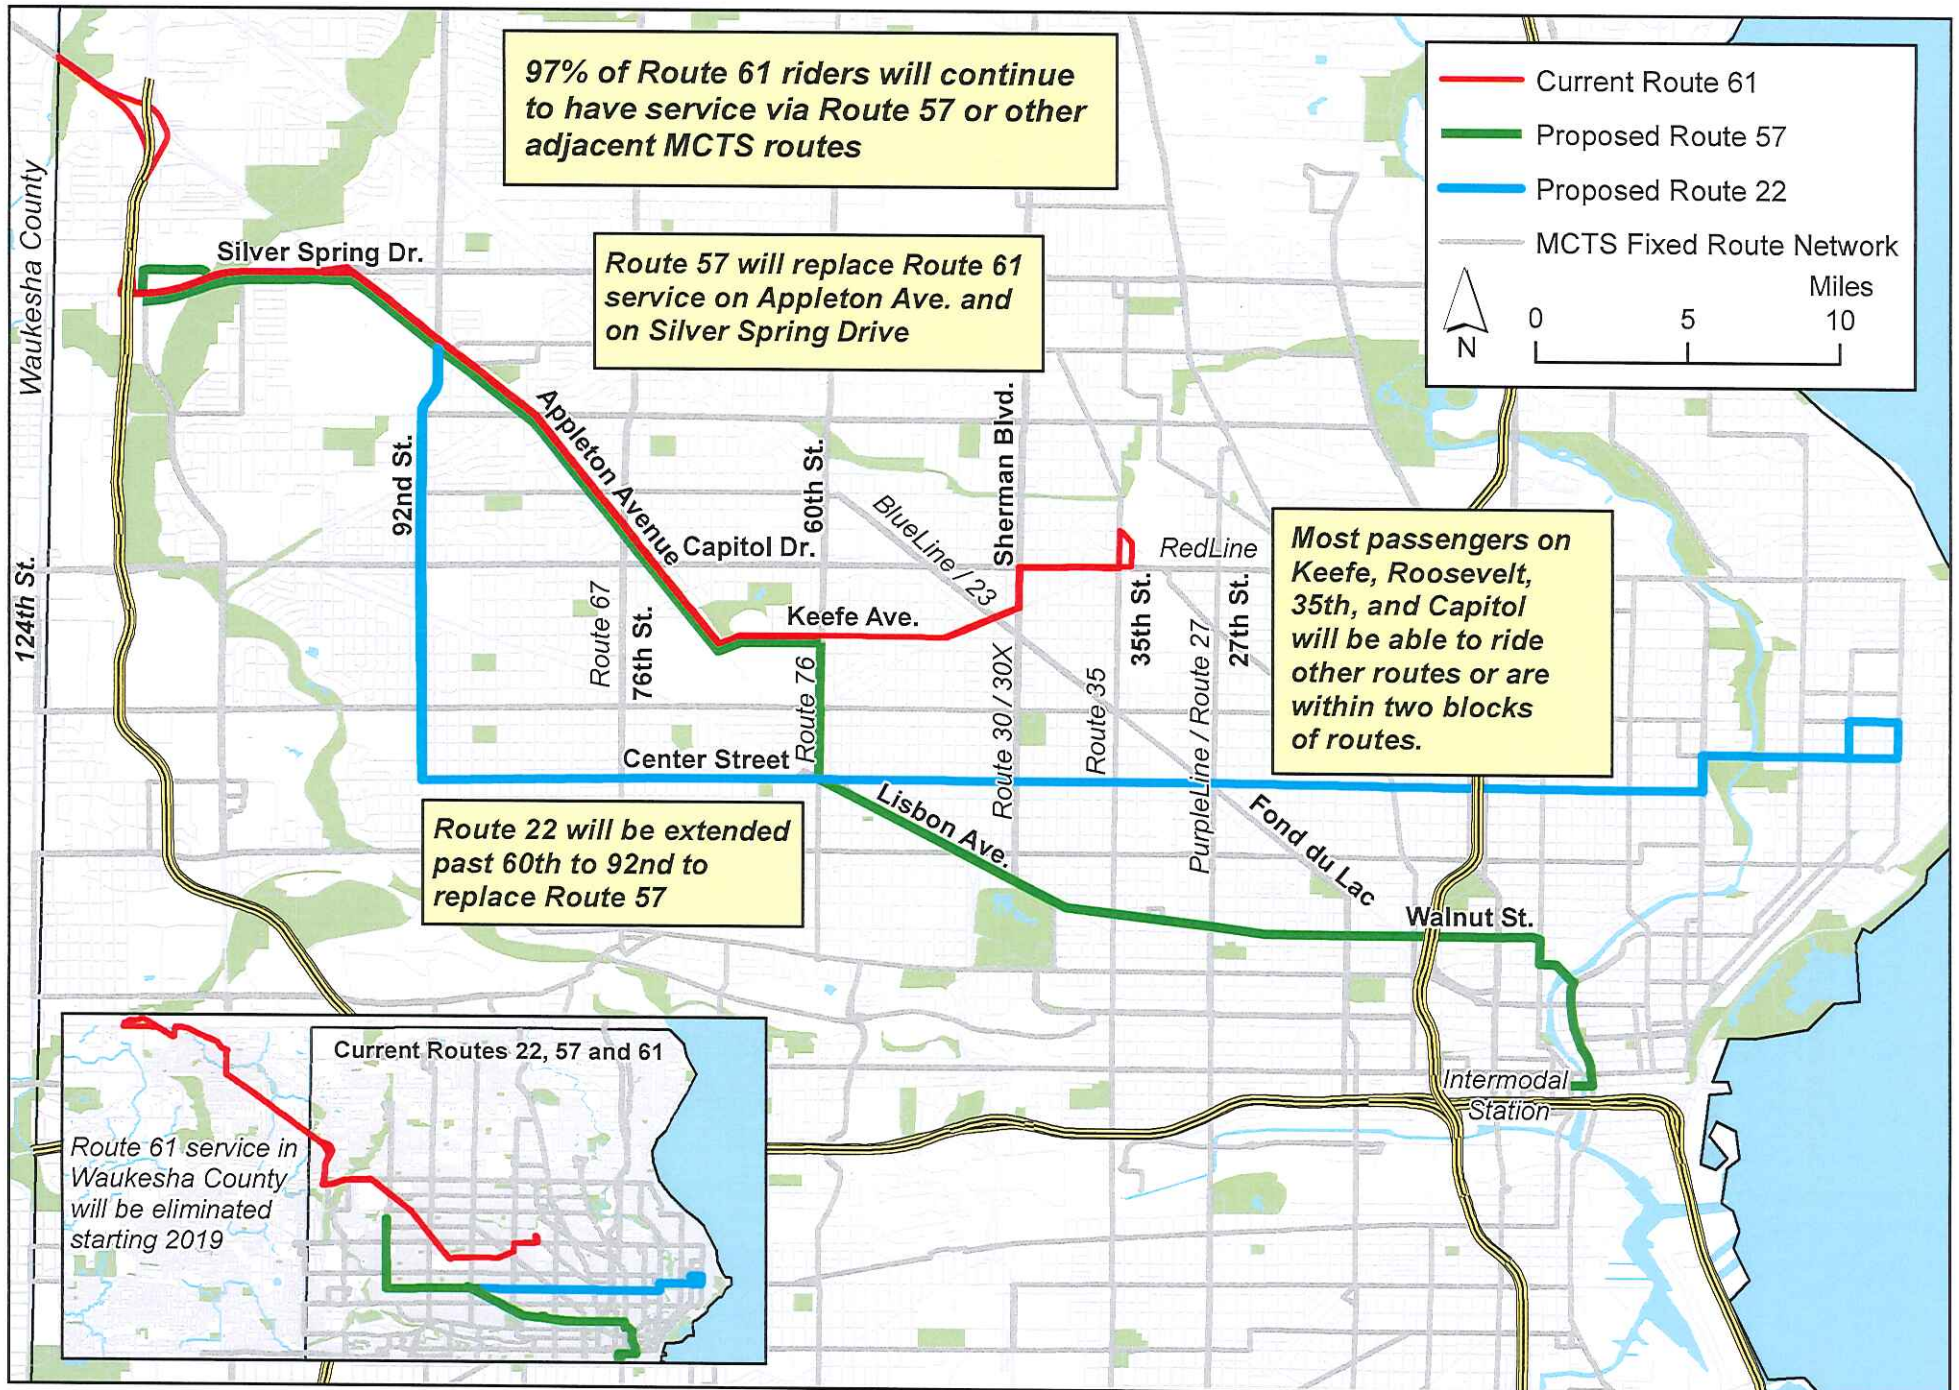 97% of Route 61 riders will continue
to have service via Route 57 or other
adjacent MCTS routes
Current Route 61
Proposed Route 57
Proposed Route 22
MCTS Fixed Route Network
Miles
0 5 10
N
Waukesha County
Silver Spring Dr.
Route 57 will replace Route 61
service on Appleton Ave. and
on Silver Spring Drive
92nd St.
Appleton Avenue
60th St.
Sherman Blvd.
BlueLine / 23
Capitol Dr.
RedLine
124th St.
Route 67
76th St.
Keefe Ave.
35th St.
27th St.
Route 76
Route 30 / 30X
Route 35
PurpleLine / Route 27
Most passengers on
Keefe, Roosevelt,
35th, and Capitol
will be able to ride
other routes or are
within two blocks
of routes.
Center Street
Lisbon Ave.
Fond du Lac
Route 22 will be extended
past 60th to 92nd to
replace Route 57
Walnut St.
Intermodal
Station
Current Routes 22, 57 and 61
Route 61 service in
Waukesha County
will be eliminated
starting 2019